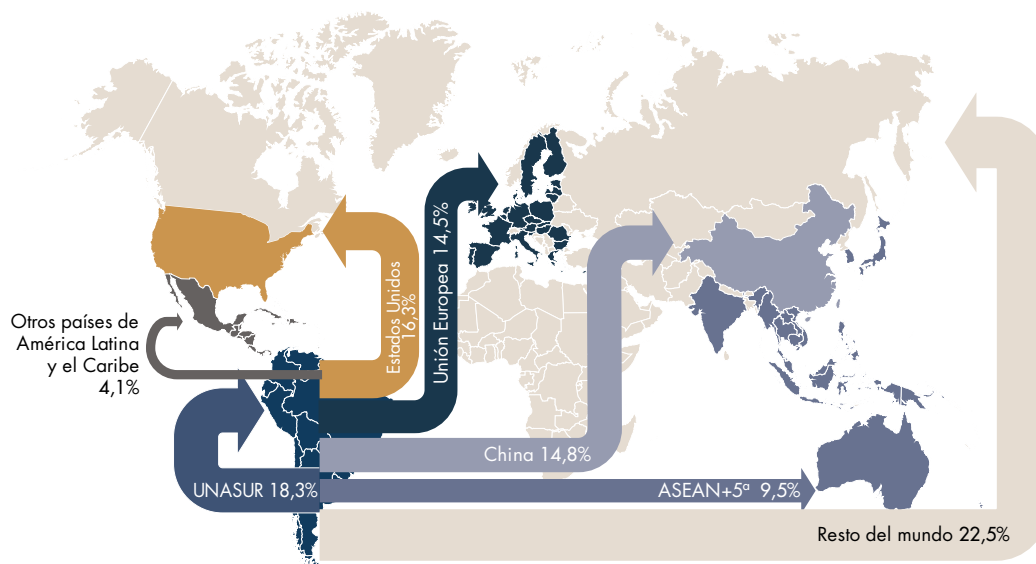 Otros países de
América Latina
y el Caribe
4,1%
Estados Unidos
16,3%
Unión Europea 14,5%
China 14,8%
UNASUR 18,3%
ASEAN+5ª 9,5%
Resto del mundo 22,5%